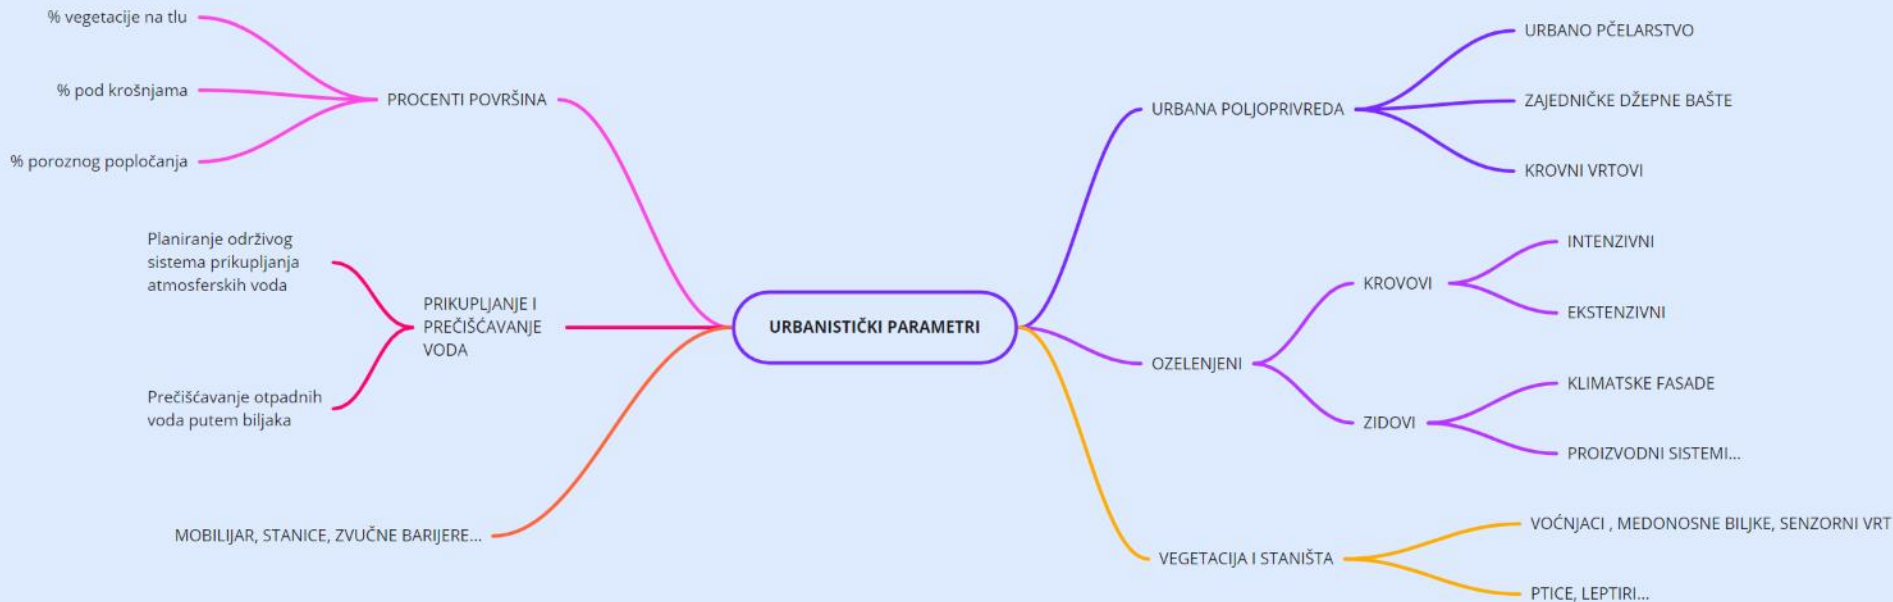 % vegetacije na tlu
% pod krošnjama
% poroznog popločanja
PROCENTI POVRŠINA
Planiranje održivog
sistema prikupljanja
atmosferskih voda
Prečišćavanje otpadnih
voda putem biljaka
PRIKUPLJANJE I
PREČIŠĆAVANJE
VODA
MOBILIJAR, STANICE, ZVUČNE BARIJERE...
URBANISTIČKI PARAMETRI
URBANA POLJOPRIVREDA
URBANO PČELARSTVO
ZAJEDNIČKE DŽEPNE BAŠTE
KROVNI VRTOVI
OZELENJENI
KROVOVI
INTENZIVNI
EKSTENZIVNI
ZIDOVI
KLIMATSKE FASADE
PROIZVODNI SISTEMI...
VEGETACIJA I STANIŠTA
VOĆNJACI , MEDONOSNE BILJKE, SENZORNI VRT
PTICE, LEPTIRI...